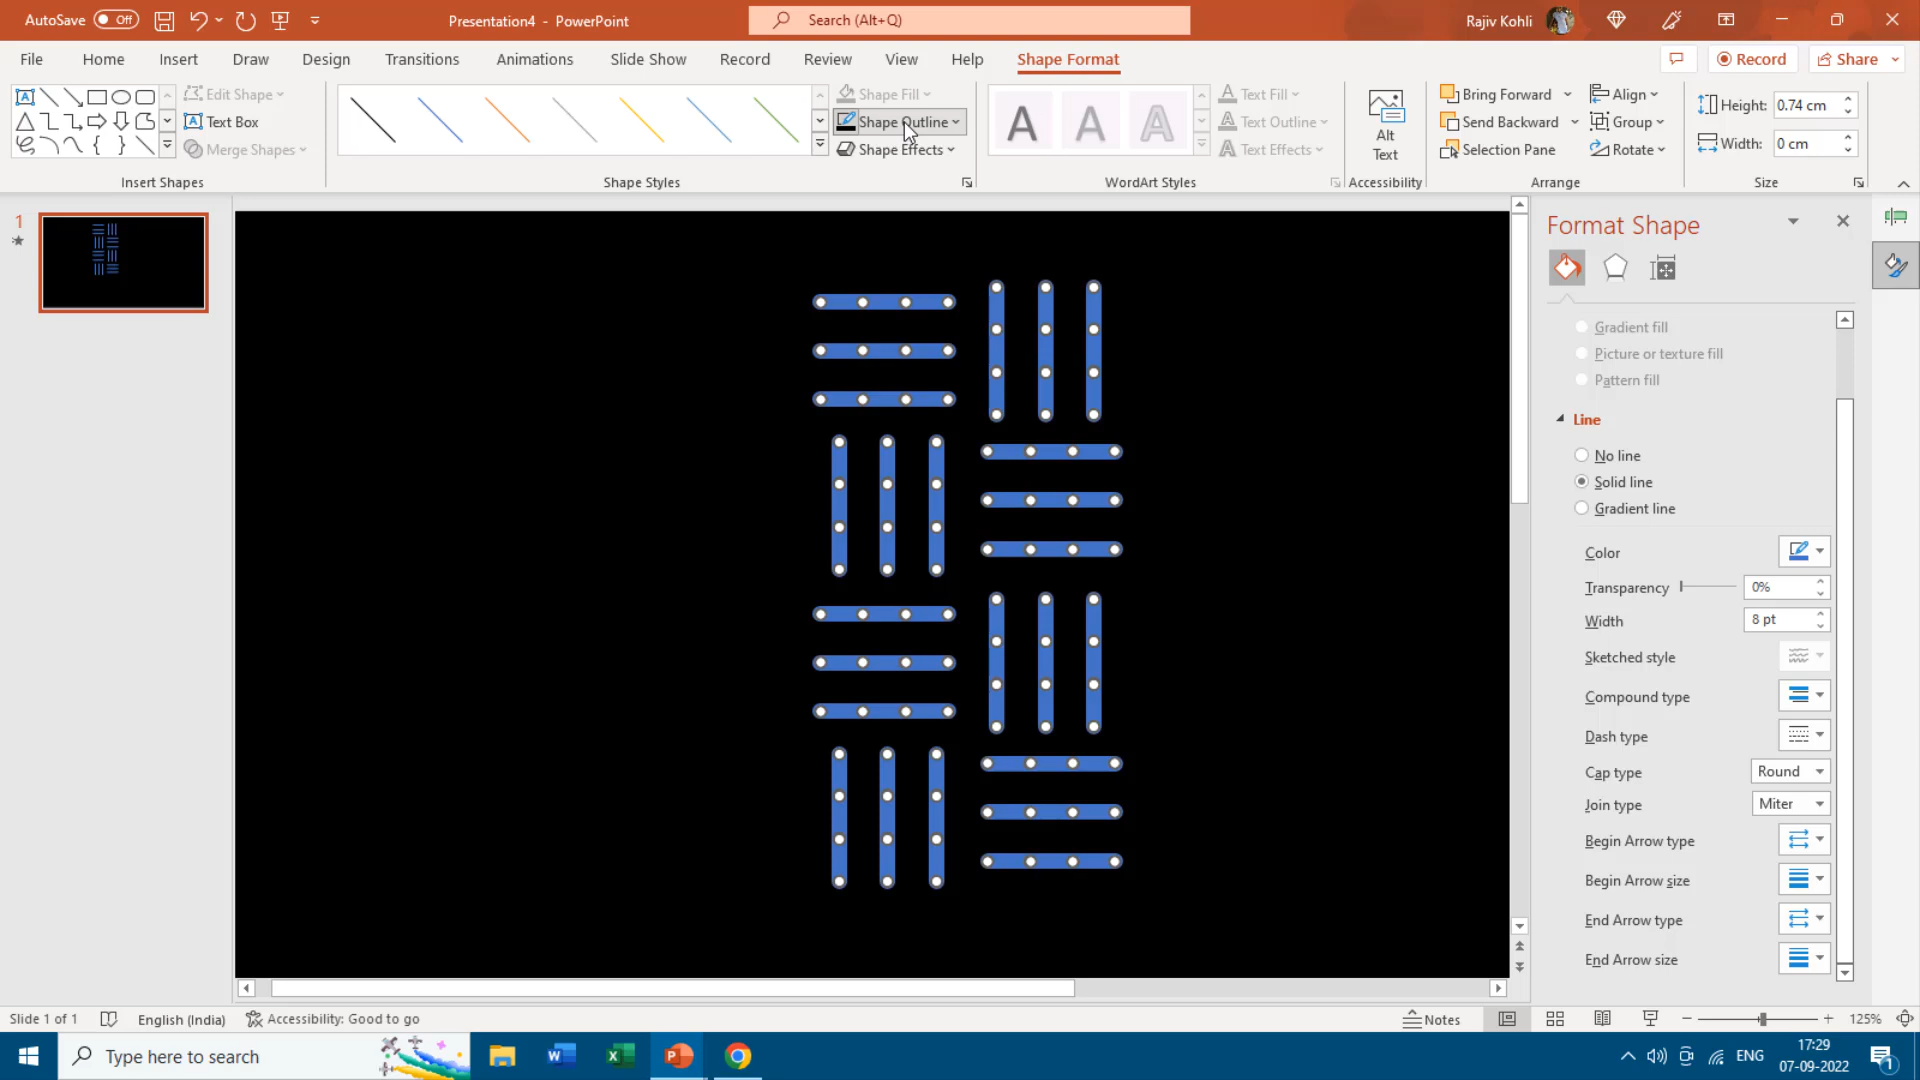 AutoSave Off
Presentation4 - PowerPoint
Search (Alt+Q)
Rajiv Kohli
File Home Insert Draw Design Transitions Animations Slide Show Record Review View Help Shape Format
Record Share
Edit Shape
Text Box
Merge Shapes
Insert Shapes
Shape Fill
Shape Outline
Shape Effects
Shape Styles
A A A
Text Fill
Text Outline
Text Effects
WordArt Styles
Alt
Text
Accessibility
Bring Forward
Send Backward
Selection Pane
Align
Group
Rotate
Arrange
Height: 0.74 cm
Width: 0 cm
Size
1
Format Shape
Gradient fill
Picture or texture fill
Pattern fill
Line
No line
Solid line
Gradient line
Color
Transparency 0%
Width 8 pt
Sketched style
Compound type
Dash type
Cap type Round
Join type Miter
Begin Arrow type
Begin Arrow size
End Arrow type
End Arrow size
Slide 1 of 1 English (India) Accessibility: Good to go Notes 125%
Type here to search
ENG
17:29
07-09-2022
1